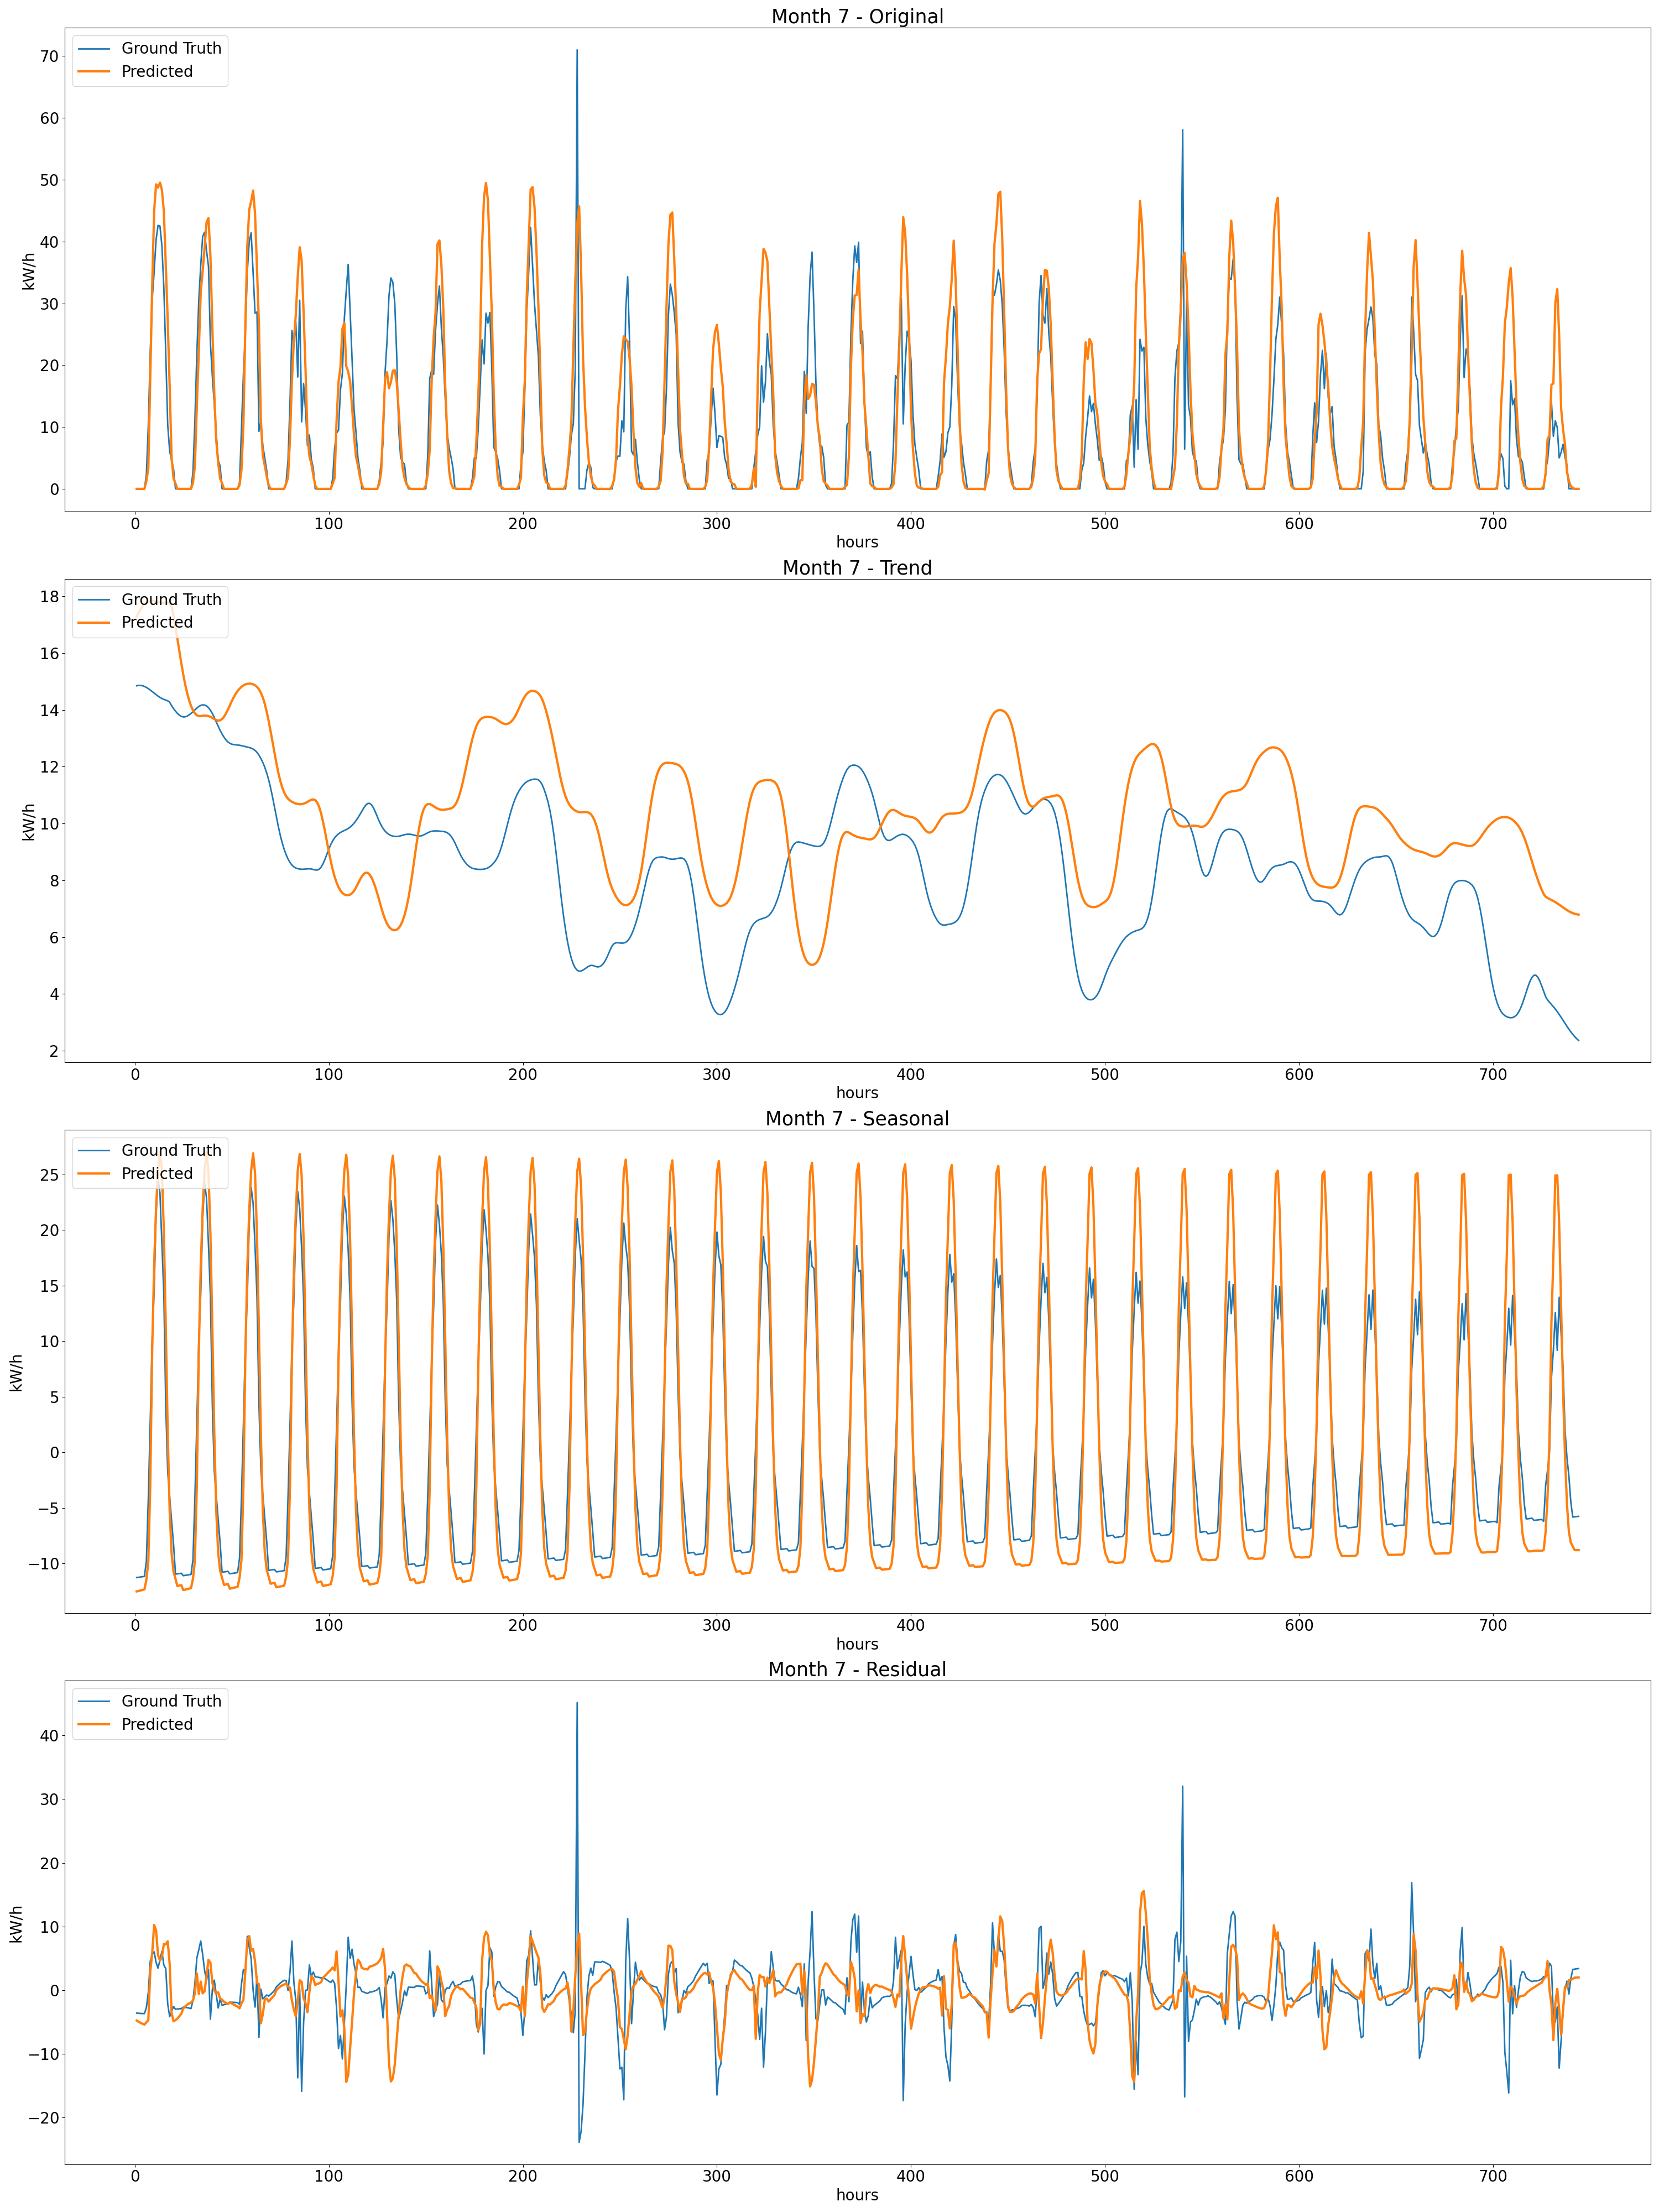 Month 7 - Original
Ground Truth
Predicted
70
60
50
40
30
20
10
0
kW/h
0 100 200 300 400 500 600 700
hours
Month 7 - Trend
Ground Truth
Predicted
18
16
14
12
10
8
6
4
2
kW/h
0 100 200 300 400 500 600 700
hours
Month 7 - Seasonal
Ground Truth
Predicted
25
20
15
10
5
0
−5
−10
kW/h
0 100 200 300 400 500 600 700
hours
Month 7 - Residual
Ground Truth
Predicted
40
30
20
10
0
−10
−20
kW/h
0 100 200 300 400 500 600 700
hours